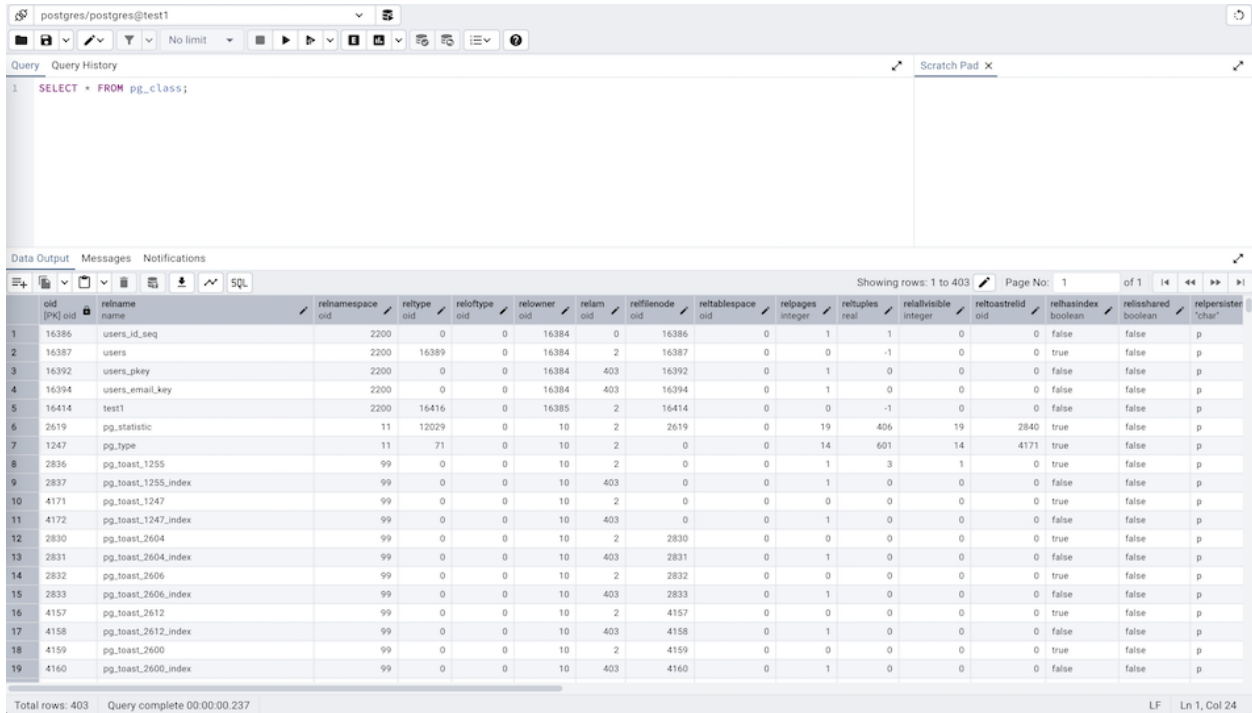 postgres/postgres@test1
No limit
Query Query History
Scratch Pad
1 SELECT * FROM pg_class;
Data Output Messages Notifications
SQL Showing rows: 1 to 403 Page No: 1 of 1
oid relname relnamespace reltype reloftype relowner relam relfilenode reltablespace relpages reltuples relallvisible reltoastrelid relhasindex relisshared relpersisten
[PK] oid name oid oid oid oid oid oid oid integer real integer oid boolean boolean "char"
1 16386 users_id_seq 2200 0 0 16384 0 16386 0 1 1 0 0 false false p
2 16387 users 2200 16389 0 16384 2 16387 0 0 -1 0 0 true false p
3 16392 users_pkey 2200 0 0 16384 403 16392 0 1 0 0 0 false false p
4 16394 users_email_key 2200 0 0 16384 403 16394 0 1 0 0 0 false false p
5 16414 test1 2200 16416 0 16385 2 16414 0 0 -1 0 0 false false p
6 2619 pg_statistic 11 12029 0 10 2 2619 0 19 406 19 2840 true false p
7 1247 pg_type 11 71 0 10 2 0 0 14 601 14 4171 true false p
8 2836 pg_toast_1255 99 0 0 10 2 0 0 1 3 1 0 true false p
9 2837 pg_toast_1255_index 99 0 0 10 403 0 0 1 0 0 0 false false p
10 4171 pg_toast_1247 99 0 0 10 2 0 0 0 0 0 0 true false p
11 4172 pg_toast_1247_index 99 0 0 10 403 0 0 1 0 0 0 false false p
12 2830 pg_toast_2604 99 0 0 10 2 2830 0 0 0 0 0 true false p
13 2831 pg_toast_2604_index 99 0 0 10 403 2831 0 1 0 0 0 false false p
14 2832 pg_toast_2606 99 0 0 10 2 2832 0 0 0 0 0 true false p
15 2833 pg_toast_2606_index 99 0 0 10 403 2833 0 1 0 0 0 false false p
16 4157 pg_toast_2612 99 0 0 10 2 4157 0 0 0 0 0 true false p
17 4158 pg_toast_2612_index 99 0 0 10 403 4158 0 1 0 0 0 false false p
18 4159 pg_toast_2600 99 0 0 10 2 4159 0 0 0 0 0 true false p
19 4160 pg_toast_2600_index 99 0 0 10 403 4160 0 1 0 0 0 false false p
Total rows: 403 Query complete 00:00:00.237 LF Ln 1, Col 24